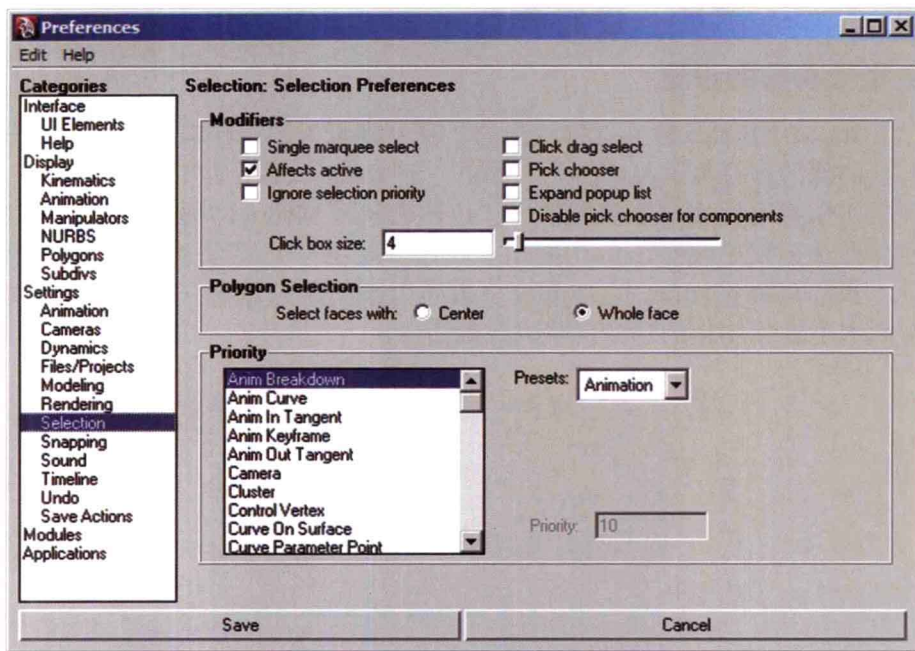 Preferences
Edit Help
Categories
Interface
UI Elements
Help
Display
Kinematics
Animation
Manipulators
NURBS
Polygons
Subdivs
Settings
Animation
Cameras
Dynamics
Files/Projects
Modeling
Rendering
Selection
Snapping
Sound
Timeline
Undo
Save Actions
Modules
Applications
Selection: Selection Preferences
Modifiers
Single marquee select
Affects active
Ignore selection priority
Click drag select
Pick chooser
Expand popup list
Disable pick chooser for components
Click box size: 4
Polygon Selection
Select faces with: Center Whole face
Priority
Anim Breakdown
Anim Curve
Anim In Tangent
Anim Keyframe
Anim Out Tangent
Camera
Cluster
Control Vertex
Curve On Surface
Curve Parameter Point
Presets: Animation
Priority: 10
Save Cancel